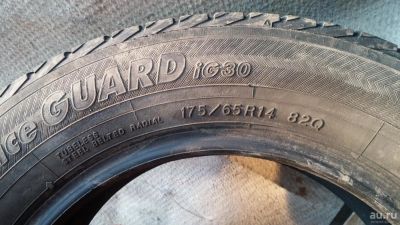 ice GUARD iG30
175/65R14 82Q
TUBELESS
STEEL BELTED RADIAL
au.ru